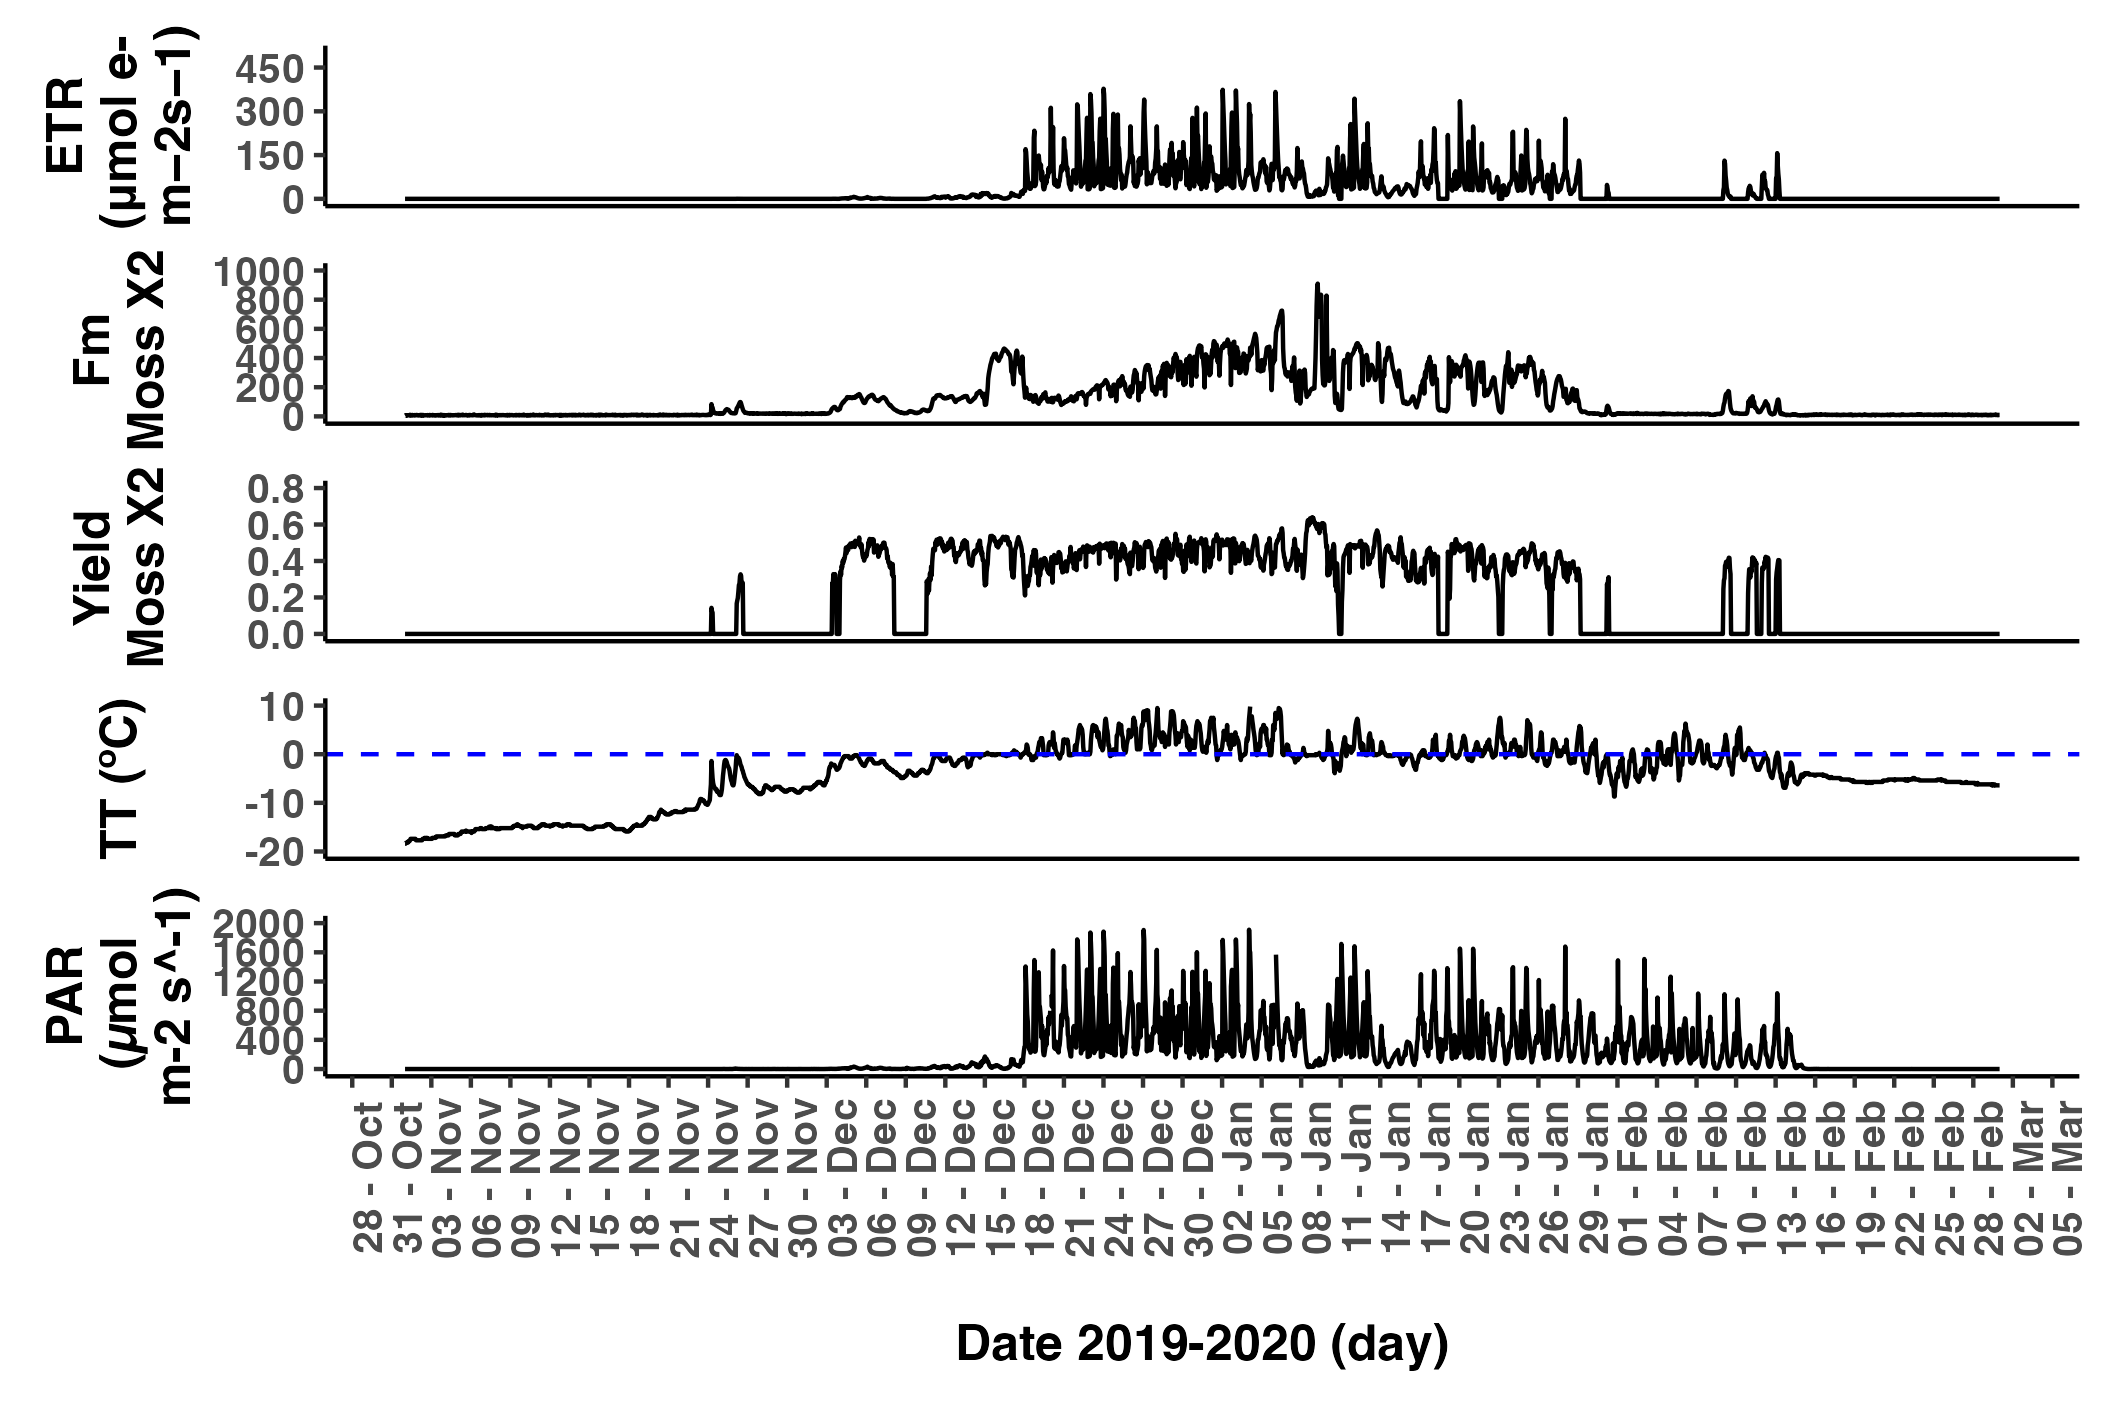 ETR
(µmol e-
m−2s−1)
450
300
150
0
Fm
Moss X2
1000
800
600
400
200
0
Yield
Moss X2
0.8
0.6
0.4
0.2
0.0
TT (ºC)
10
0
-10
-20
PAR
(µmol
m-2 s^-1)
2000
1600
1200
800
400
0
28 - Oct
31 - Oct
03 - Nov
06 - Nov
09 - Nov
12 - Nov
15 - Nov
18 - Nov
21 - Nov
24 - Nov
27 - Nov
30 - Nov
03 - Dec
06 - Dec
09 - Dec
12 - Dec
15 - Dec
18 - Dec
21 - Dec
24 - Dec
27 - Dec
30 - Dec
02 - Jan
05 - Jan
08 - Jan
11 - Jan
14 - Jan
17 - Jan
20 - Jan
23 - Jan
26 - Jan
29 - Jan
01 - Feb
04 - Feb
07 - Feb
10 - Feb
13 - Feb
16 - Feb
19 - Feb
22 - Feb
25 - Feb
28 - Feb
02 - Mar
05 - Mar
Date 2019-2020 (day)